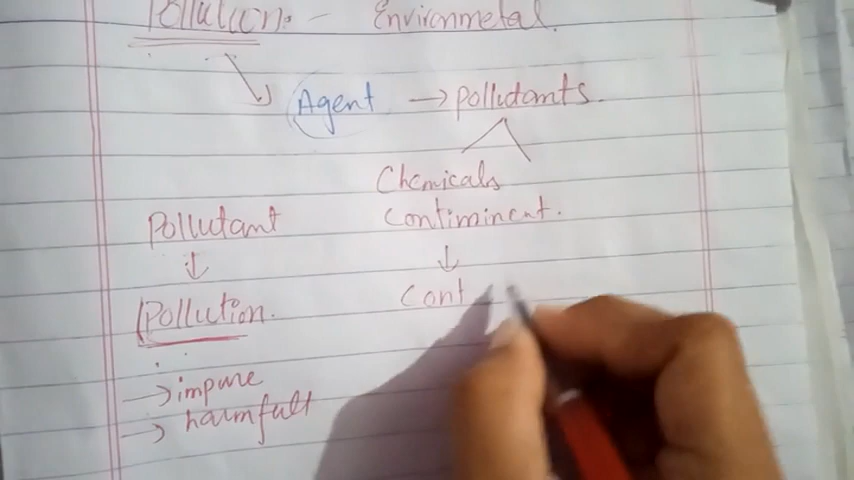 Pollution. - Environmetal.
Agent → pollutants.
Chemicals
Contiminent.
Pollutant
↓
↓
Cont
Pollution.
→ impure
→ harmfull